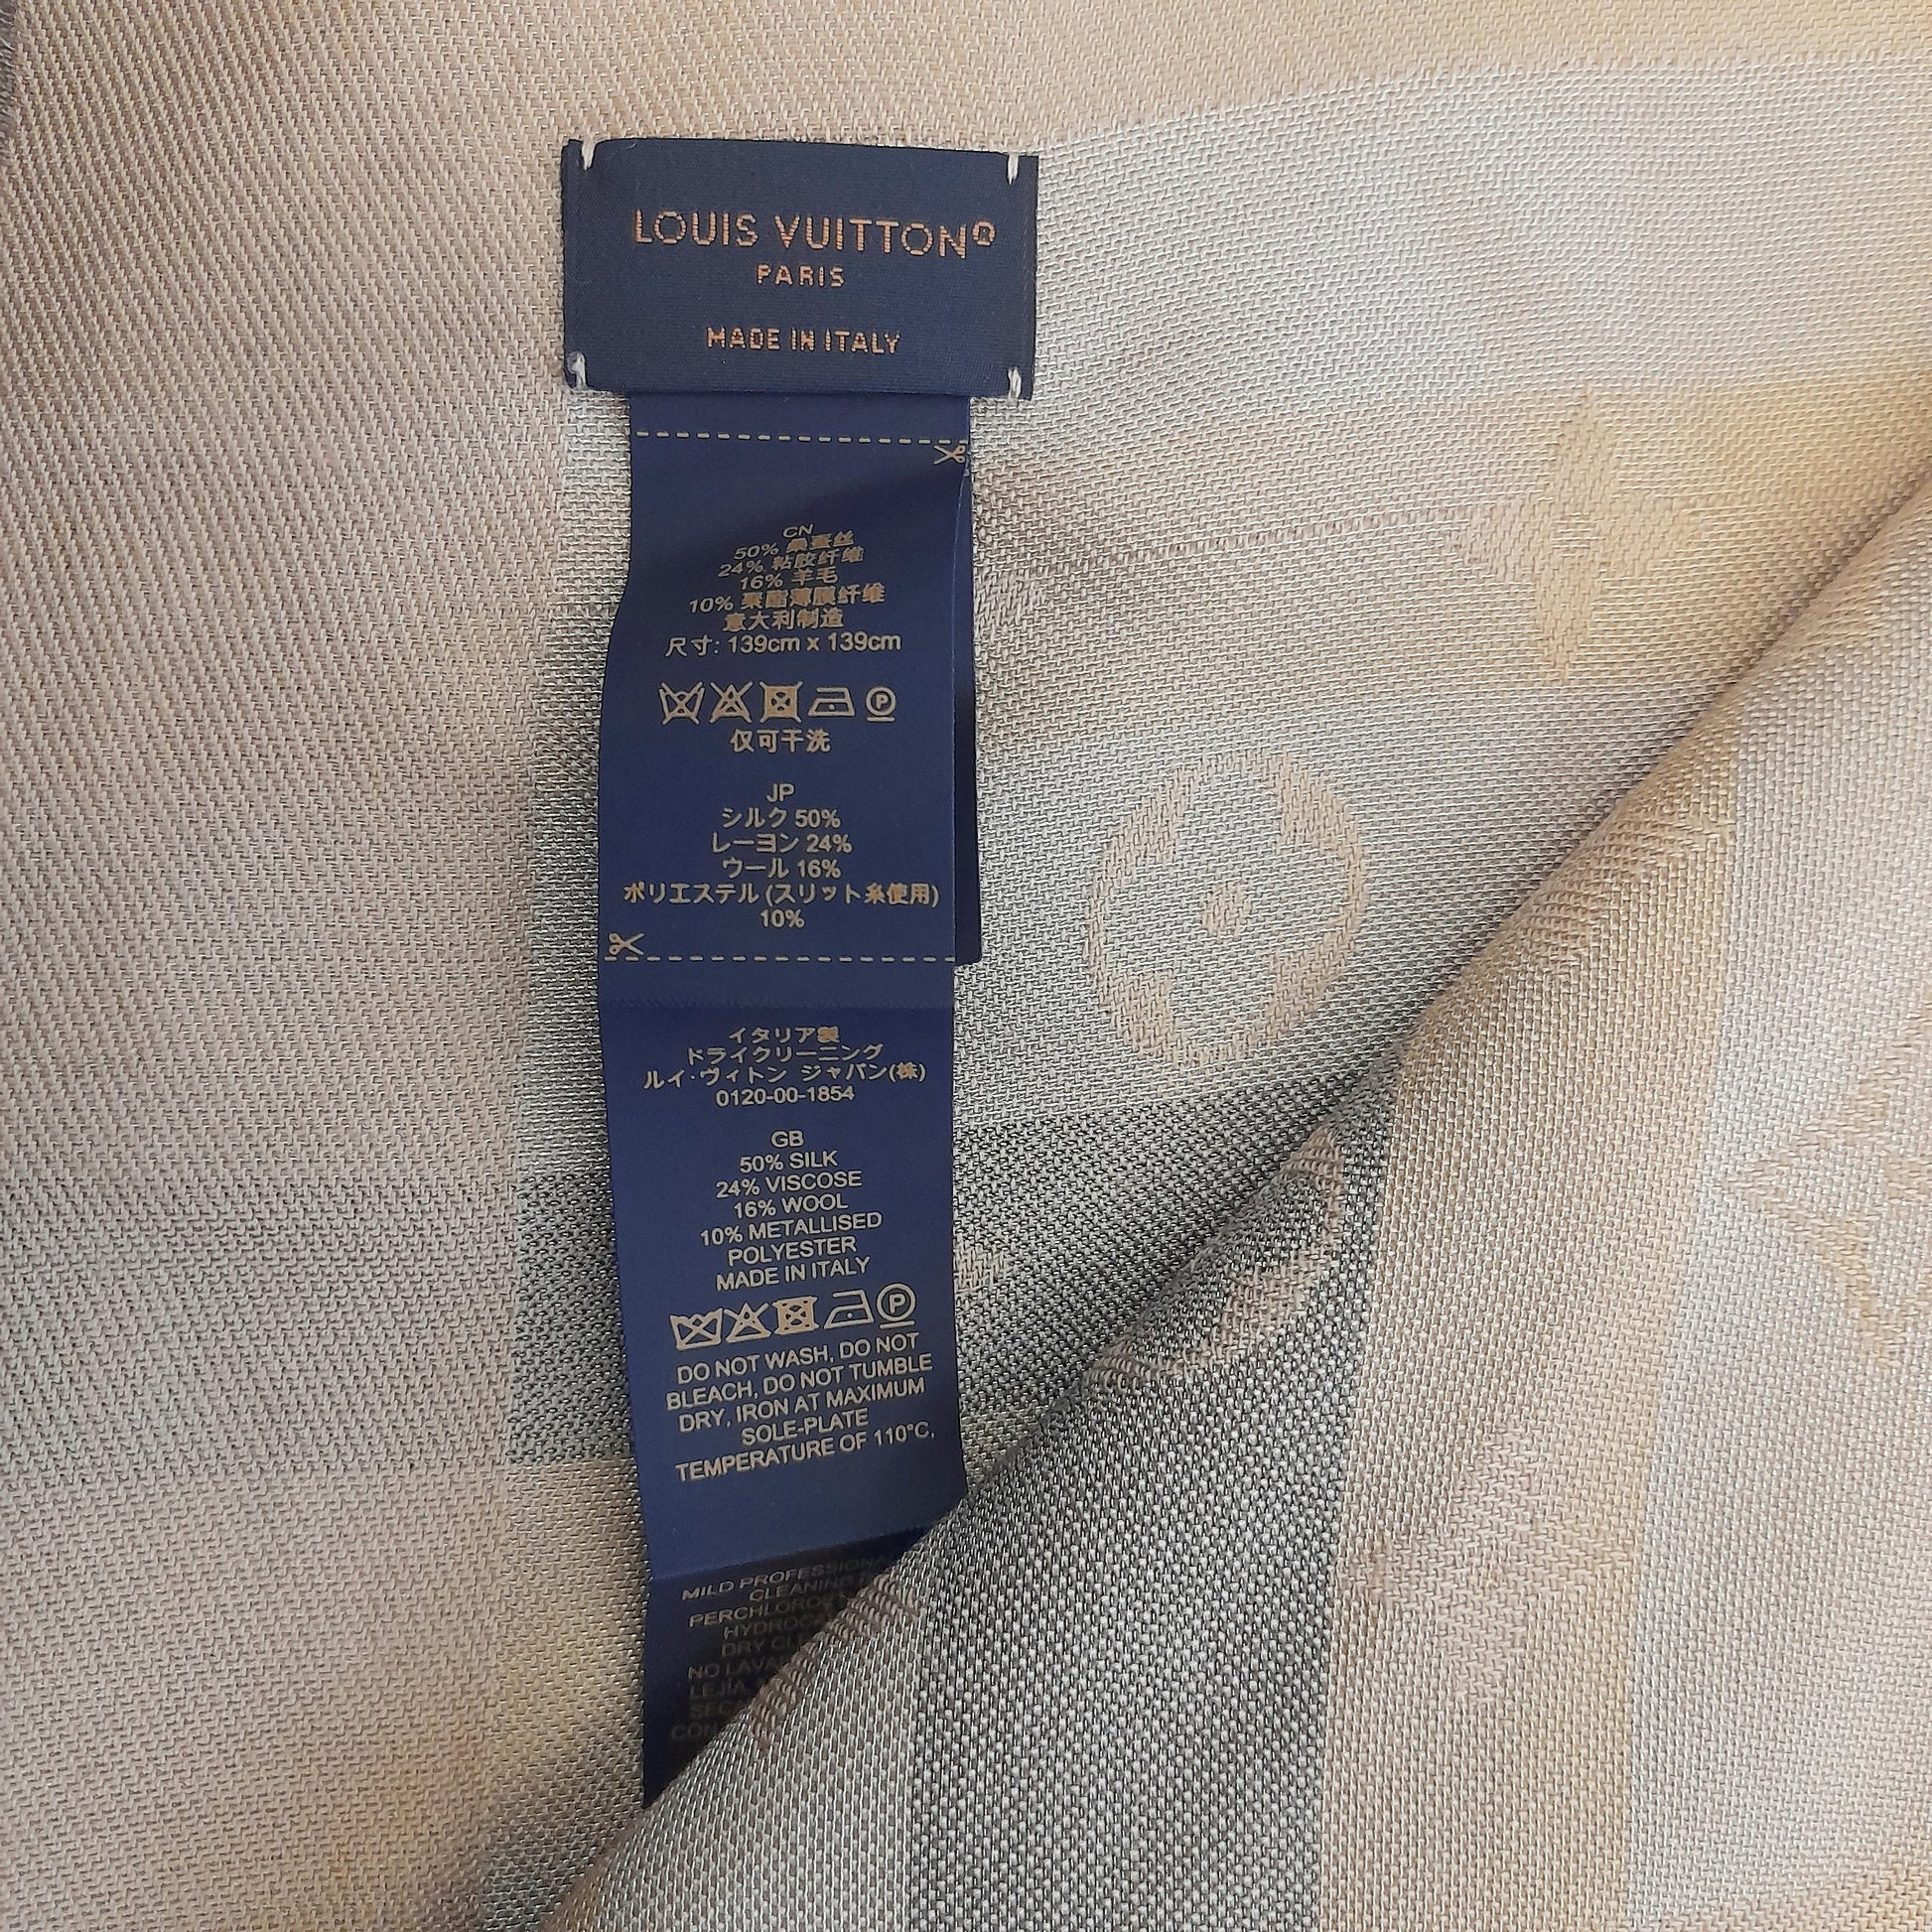 LOUIS VUITTON®
PARIS
MADE IN ITALY
CN
50% 桑蚕丝
24% 粘胶纤维
16% 羊毛
10% 聚酯薄膜纤维
意大利制造
尺寸: 139cm x 139cm
P
仅可干洗
JP
シルク 50%
レーヨン 24%
ウール 16%
ポリエステル (スリット糸使用)
10%
イタリア製
ドライクリーニング
ルイ・ヴィトン ジャパン(株)
0120-00-1854
GB
50% SILK
24% VISCOSE
16% WOOL
10% METALLISED
POLYESTER
MADE IN ITALY
P
DO NOT WASH, DO NOT
BLEACH, DO NOT TUMBLE
DRY, IRON AT MAXIMUM
SOLE-PLATE
TEMPERATURE OF 110°C,
MILD PROFESSIONAL
CLEANING
DRY
NO
LEJÍA